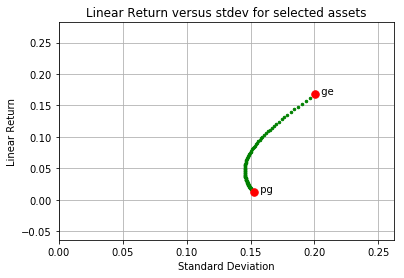 Linear Return versus stdev for selected assets
Linear Return
0.25
0.20
0.15
0.10
0.05
0.00
−0.05
ge
pg
0.00 0.05 0.10 0.15 0.20 0.25
Standard Deviation